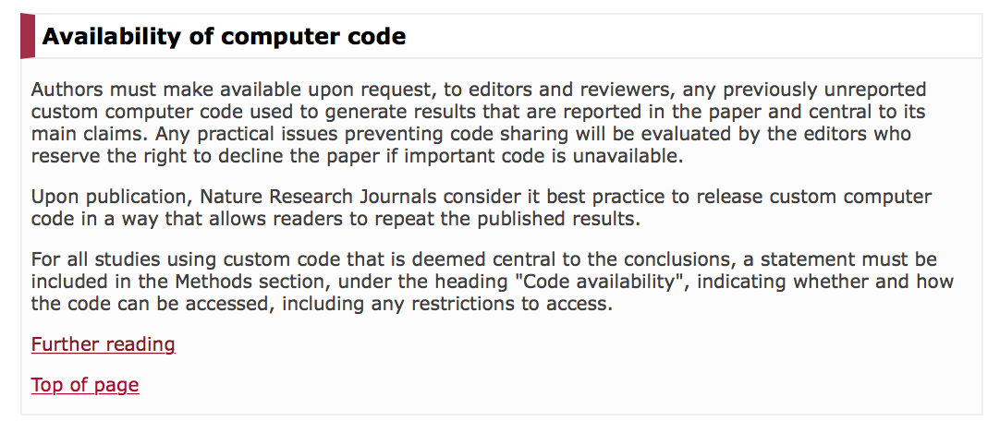 Availability of computer code
Authors must make available upon request, to editors and reviewers, any previously unreported
custom computer code used to generate results that are reported in the paper and central to its
main claims. Any practical issues preventing code sharing will be evaluated by the editors who
reserve the right to decline the paper if important code is unavailable.
Upon publication, Nature Research Journals consider it best practice to release custom computer
code in a way that allows readers to repeat the published results.
For all studies using custom code that is deemed central to the conclusions, a statement must be
included in the Methods section, under the heading "Code availability", indicating whether and how
the code can be accessed, including any restrictions to access.
Further reading
Top of page